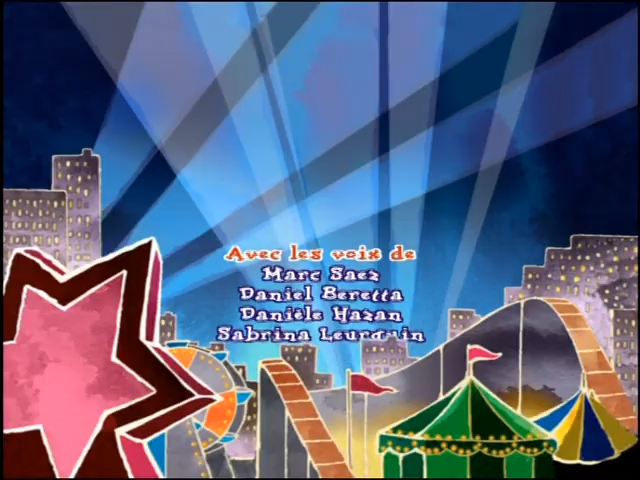 Avec les voix de
Marc Saez
Daniel Beretta
Danièle Hazan
Sabrina Leurquin